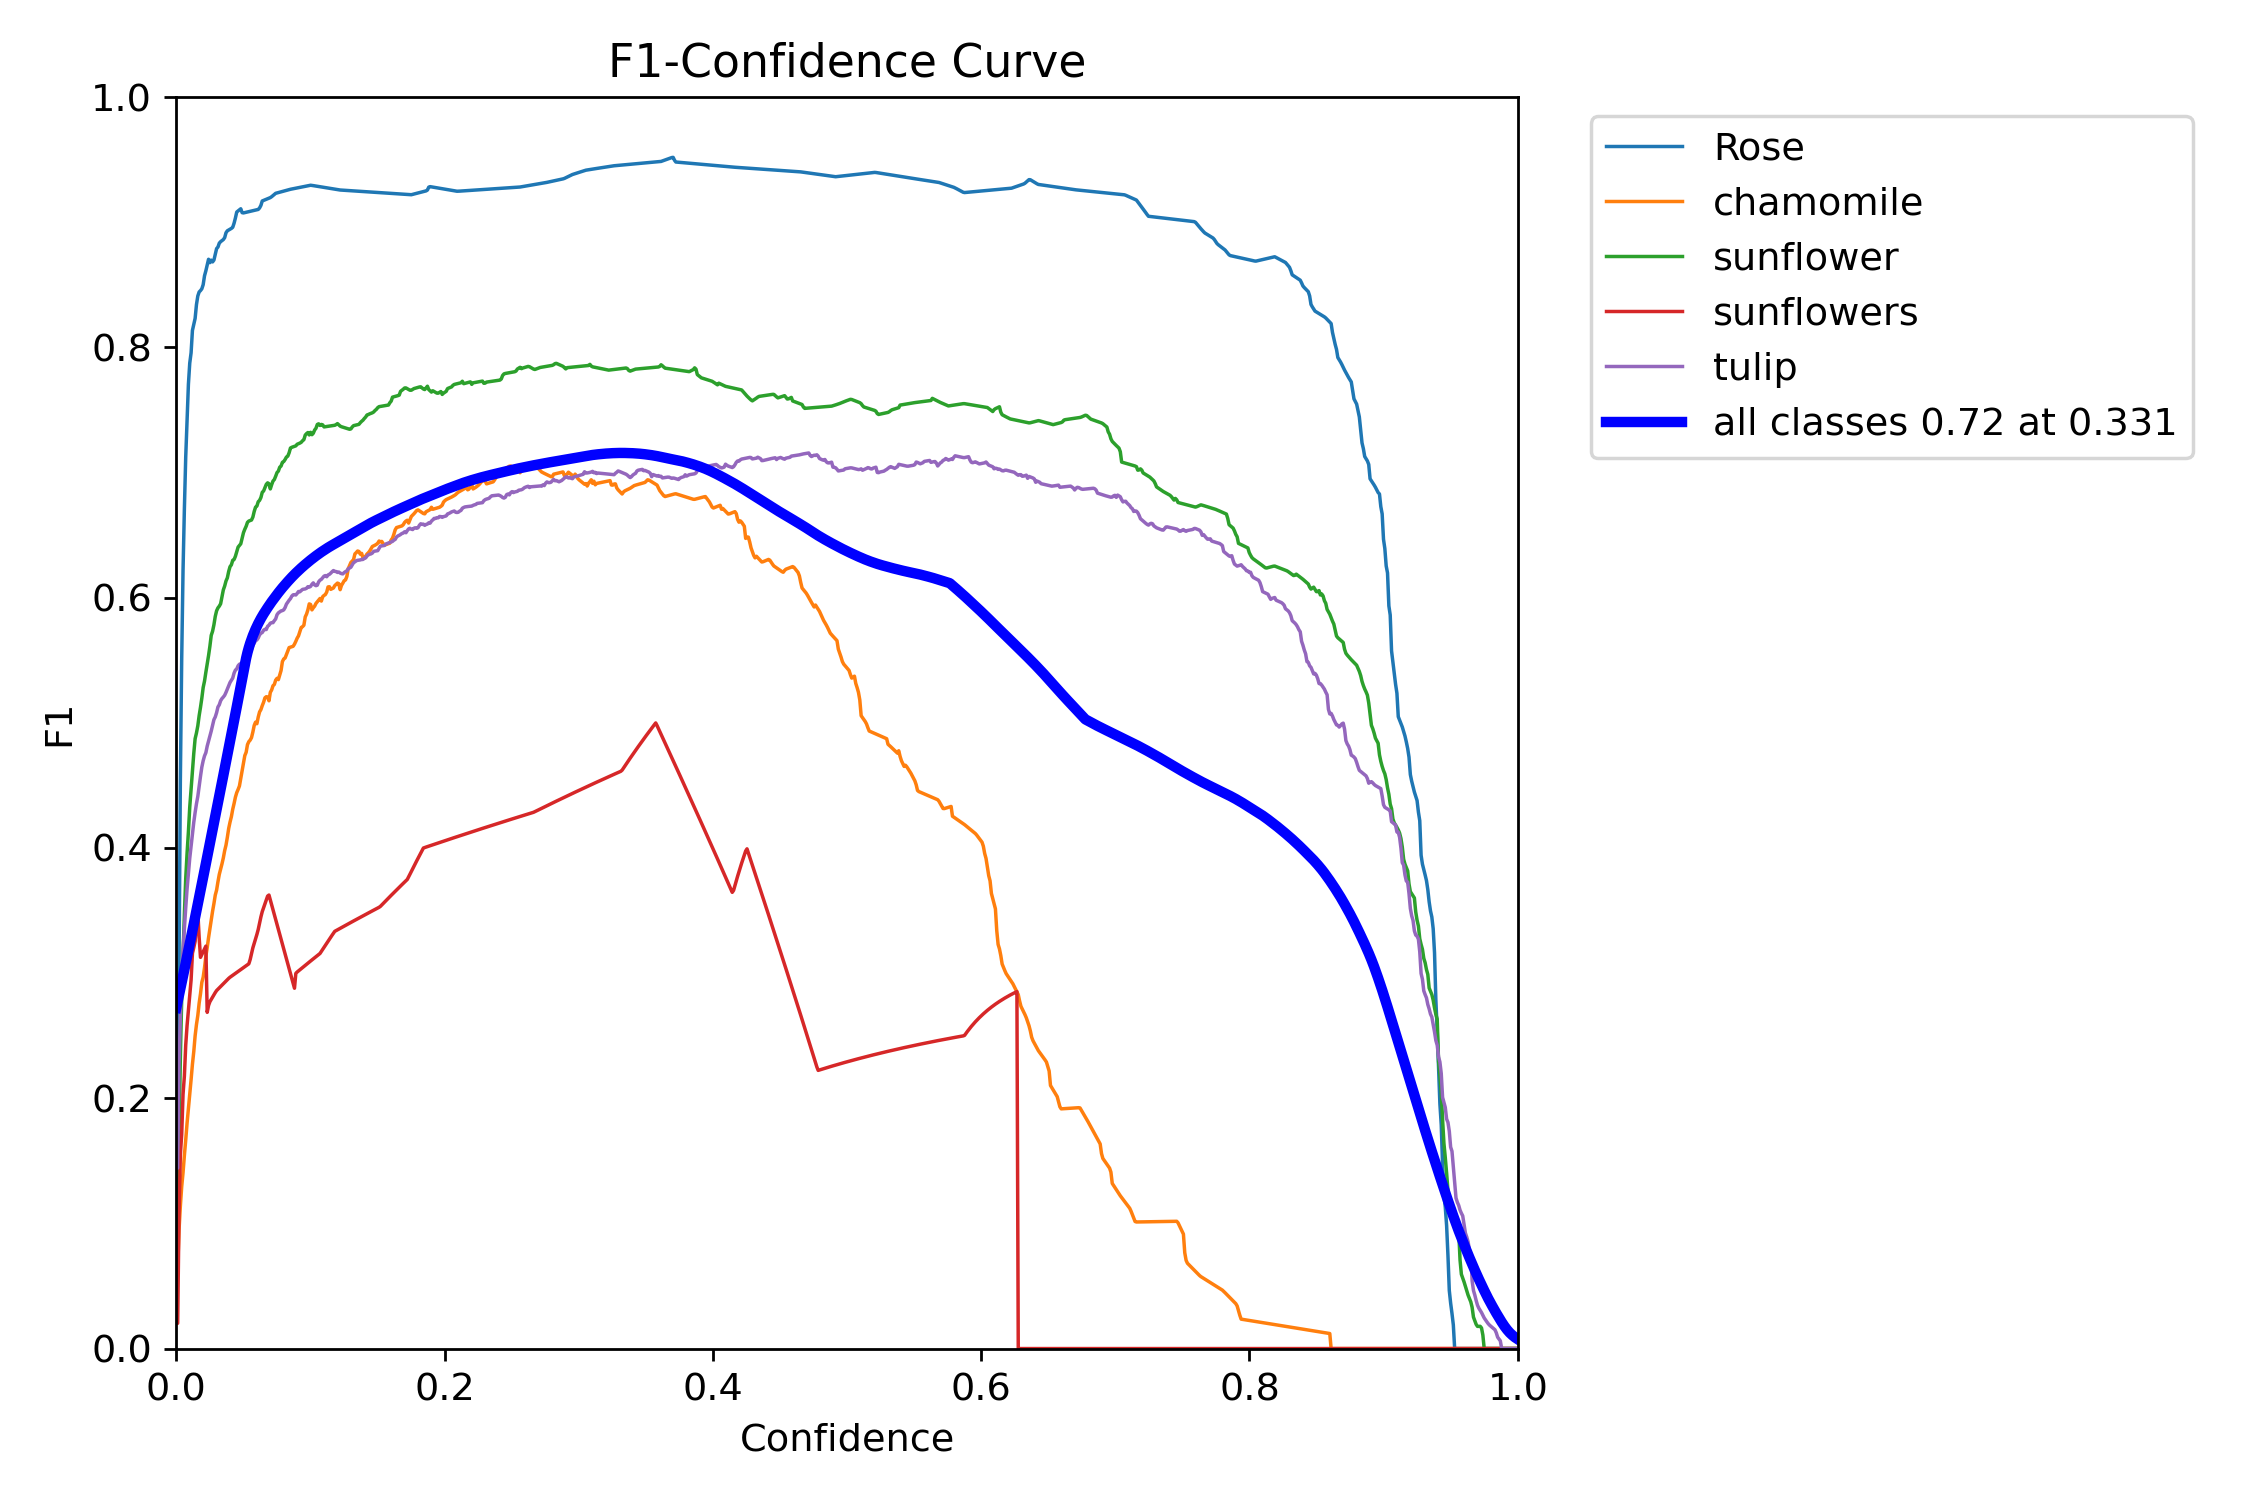 F1-Confidence Curve
1.0
0.8
0.6
0.4
0.2
0.0
F1
0.0 0.2 0.4 0.6 0.8 1.0
Confidence
Rose
chamomile
sunflower
sunflowers
tulip
all classes 0.72 at 0.331